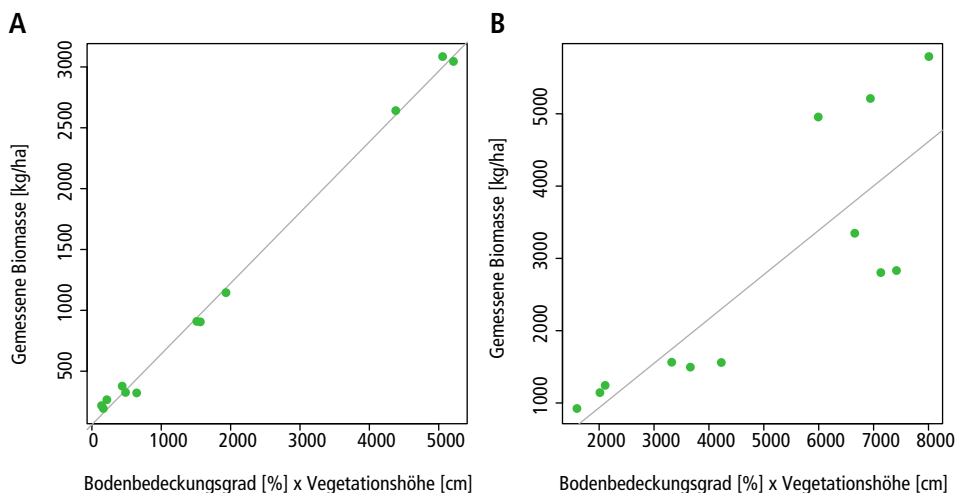 A
Gemessene Biomasse [kg/ha]
3000
2500
2000
1500
1000
500
0 1000 2000 3000 4000 5000
Bodenbedeckungsgrad [%] x Vegetationshöhe [cm]
B
Gemessene Biomasse [kg/ha]
5000
4000
3000
2000
1000
2000 3000 4000 5000 6000 7000 8000
Bodenbedeckungsgrad [%] x Vegetationshöhe [cm]